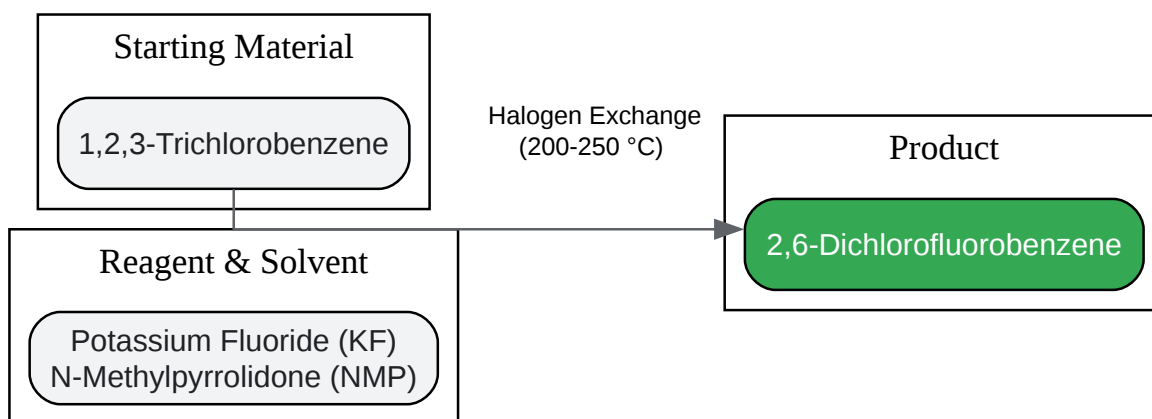 Starting Material
1,2,3-Trichlorobenzene
Halogen Exchange
(200-250 °C)
Product
2,6-Dichlorofluorobenzene
Reagent & Solvent
Potassium Fluoride (KF)
N-Methylpyrrolidone (NMP)